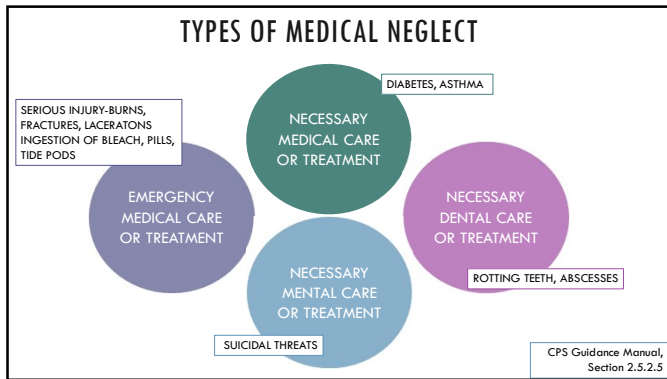 TYPES OF MEDICAL NEGLECT
DIABETES, ASTHMA
NECESSARY
MEDICAL CARE
OR TREATMENT
SERIOUS INJURY-BURNS,
FRACTURES, LACERATONS
INGESTION OF BLEACH, PILLS,
TIDE PODS
EMERGENCY
MEDICAL CARE
OR TREATMENT
NECESSARY
DENTAL CARE
OR TREATMENT
ROTTING TEETH, ABSCESSES
NECESSARY
MENTAL CARE
OR TREATMENT
SUICIDAL THREATS
CPS Guidance Manual,
Section 2.5.2.5